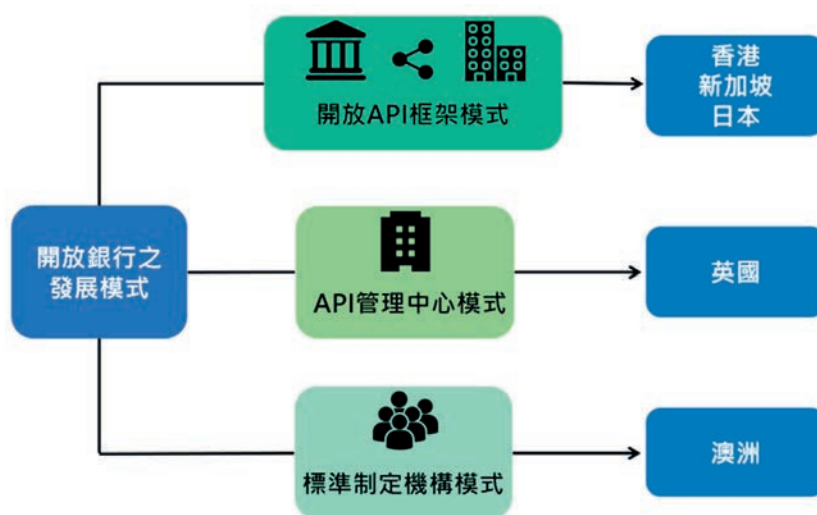 開放API框架模式
香港
新加坡
日本
開放銀行之
發展模式
API管理中心模式
英國
標準制定機構模式
澳洲